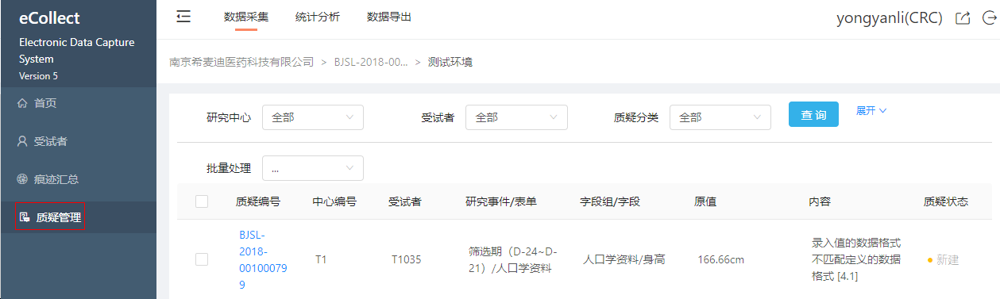 eCollect
Electronic Data Capture
System
Version 5
首页
受试者
痕迹汇总
质疑管理
数据采集 统计分析 数据导出 yongyanli(CRC)
南京希麦迪医药科技有限公司 > BJSL-2018-00... > 测试环境
研究中心 全部 受试者 全部 质疑分类 全部 查询 展开
批量处理 ...
质疑编号 中心编号 受试者 研究事件/表单 字段组/字段 原值 内容 质疑状态
BJSL-
2018-
00100079
9
T1
T1035
筛选期（D-24~D-
21）/人口学资料
人口学资料/身高
166.66cm
录入值的数据格式
不匹配定义的数据
格式 [4.1]
新建